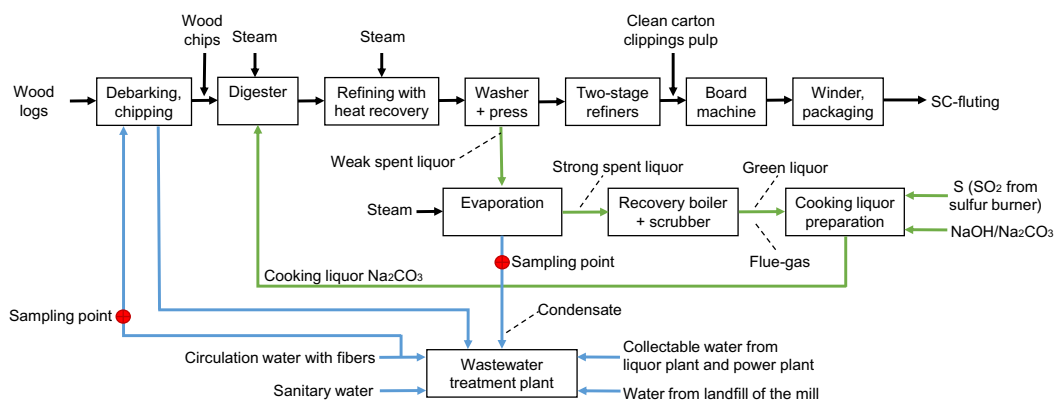 Wood
chips
Steam
Steam
Clean carton
clippings pulp
Wood
logs
Debarking,
chipping
Digester
Refining with
heat recovery
Washer
+ press
Two-stage
refiners
Board
machine
Winder,
packaging
SC-fluting
Weak spent liquor
Strong spent liquor
Green liquor
Steam
Evaporation
Recovery boiler
+ scrubber
Cooking liquor
preparation
S (SO₂ from
sulfur burner)
NaOH/Na₂CO₃
Flue-gas
Sampling point
Cooking liquor Na₂CO₃
Condensate
Sampling point
Circulation water with fibers
Sanitary water
Wastewater
treatment plant
Collectable water from
liquor plant and power plant
Water from landfill of the mill